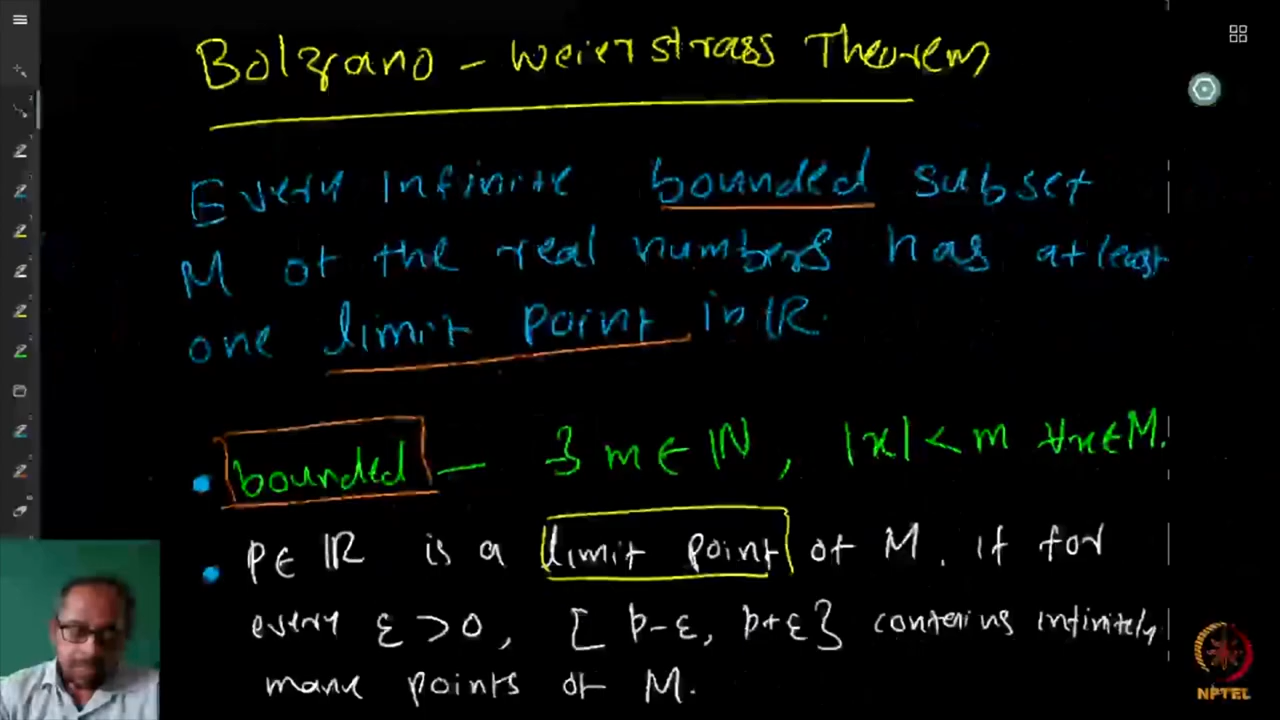 Bolzano - Weierstrass Theorem
Every infinite bounded subset
M of the real numbers has atleast
one limit point in ℝ.
• bounded — ∃ m ∈ ℕ, |x| < m ∀x∈M.
• p∈ ℝ is a limit point of M. if for
every ε > 0, [p-ε, p+ε} contains infinitely
many points of M.
NPTEL